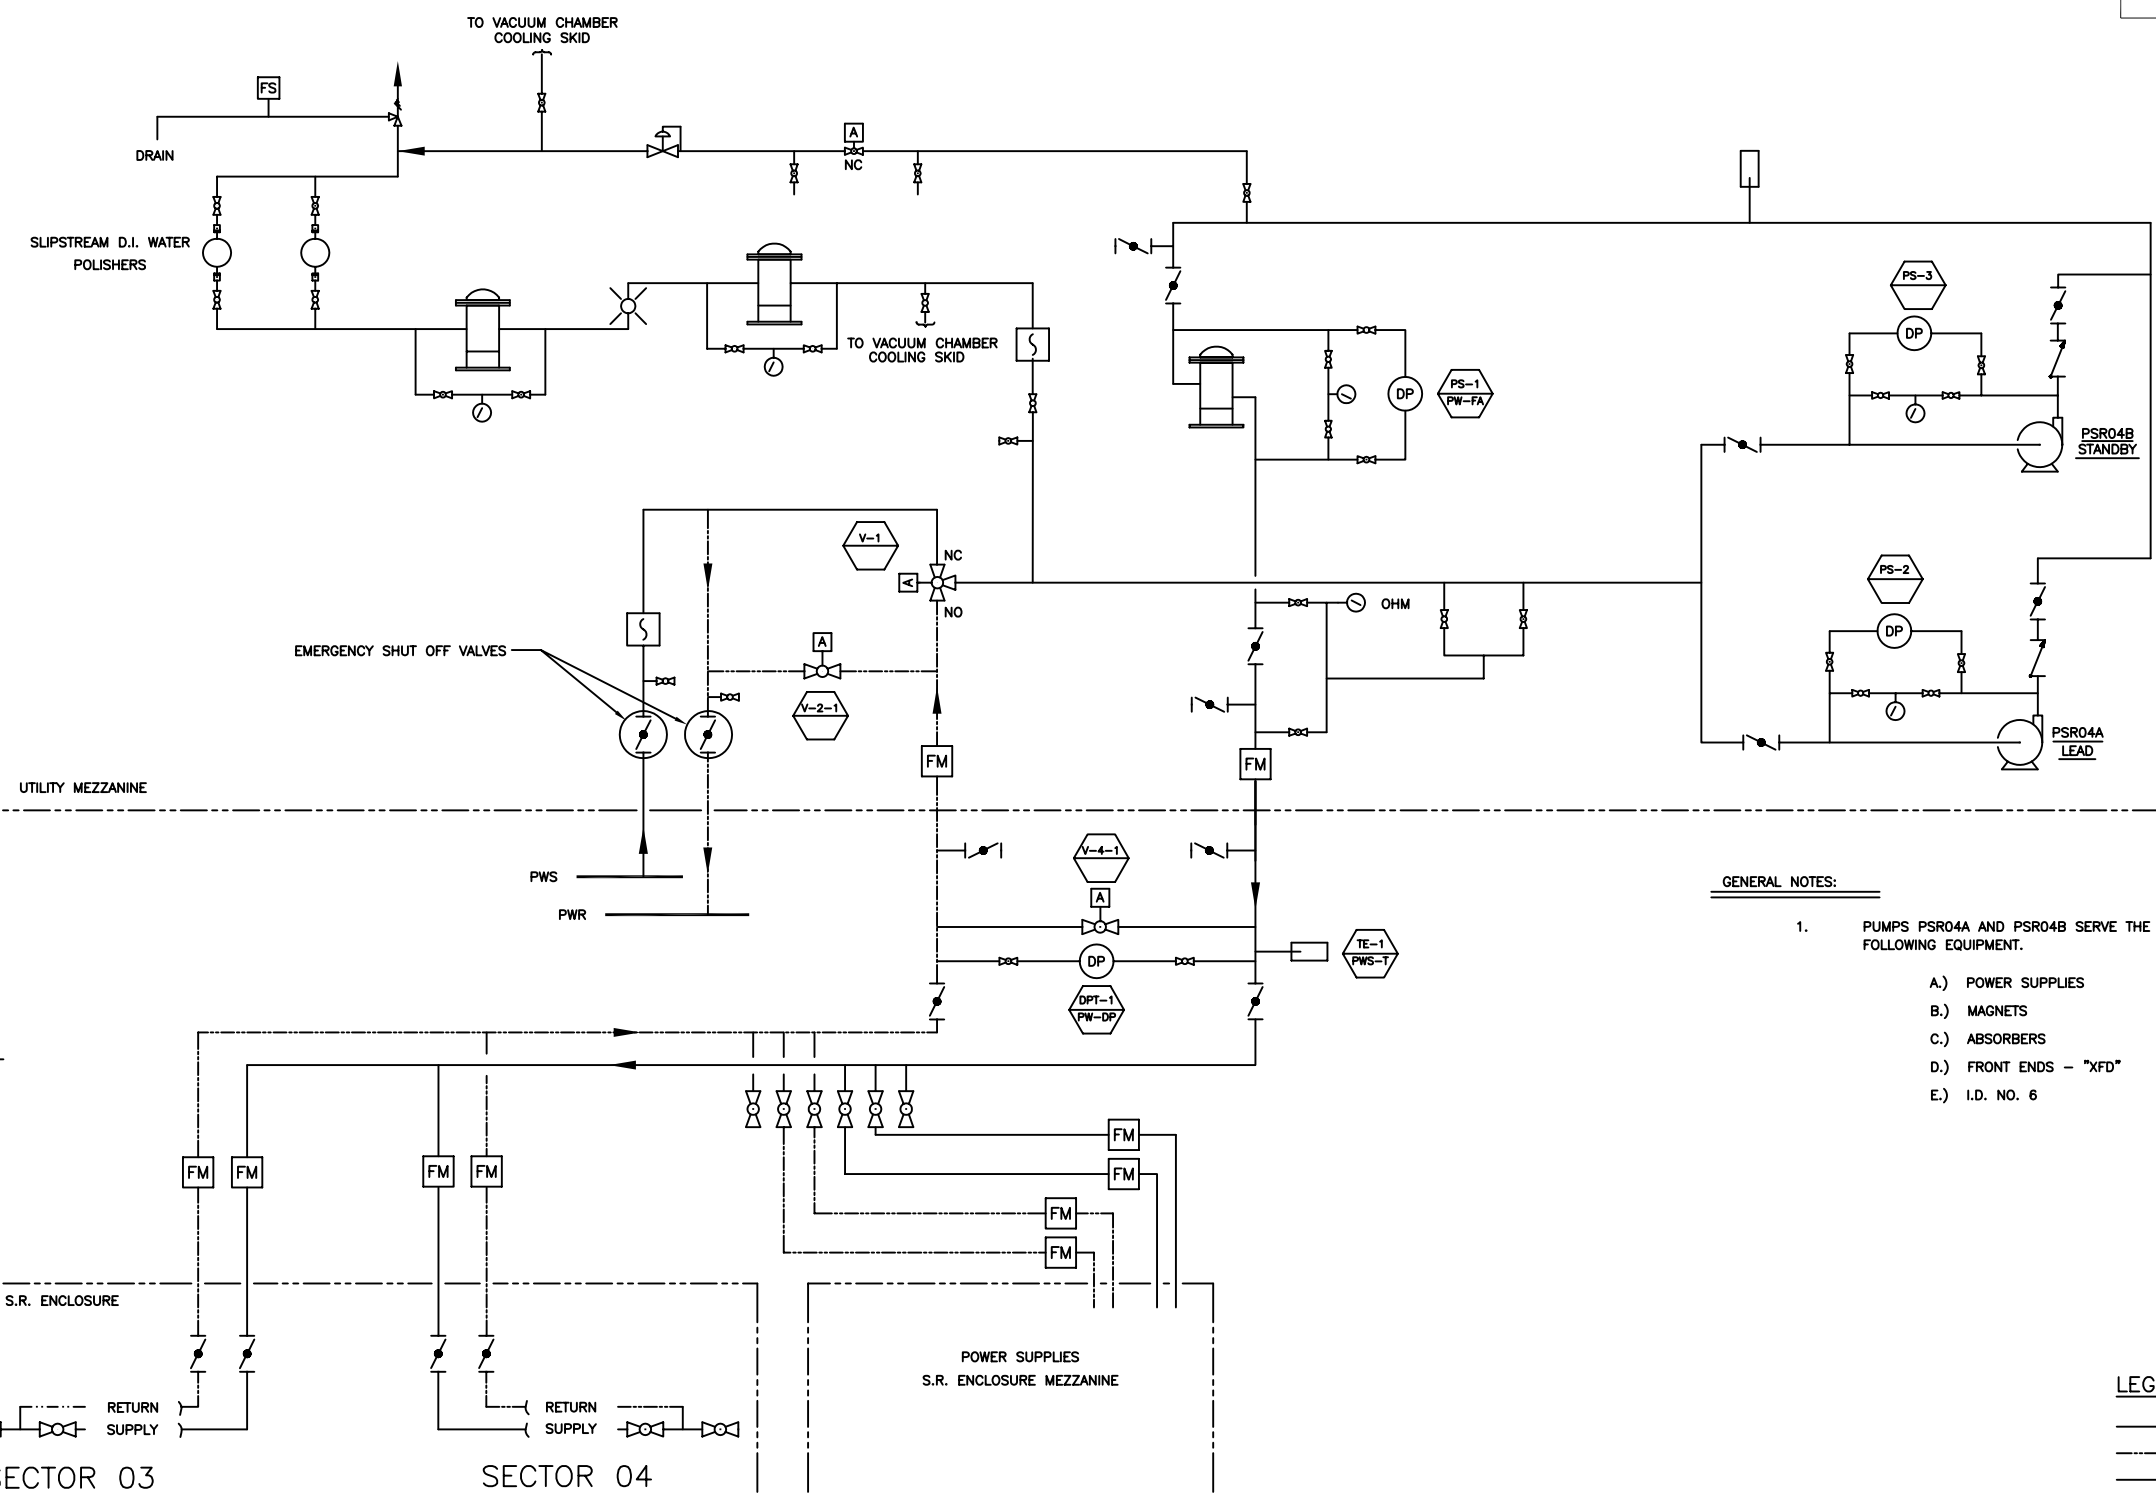 TO VACUUM CHAMBER
COOLING SKID
FS
DRAIN
A
NC
SLIPSTREAM D.I. WATER
POLISHERS
TO VACUUM CHAMBER
COOLING SKID
PS-3
DP
PS-1
PW-FA
DP
PSR04B
STANDBY
V-1
NC
A
NO
PS-2
DP
OHM
EMERGENCY SHUT OFF VALVES
A
V-2-1
FM
FM
PSR04A
LEAD
UTILITY MEZZANINE
PWS
PWR
V-4-1
A
DP
DPT-1
PW-DP
TE-1
PWS-T
GENERAL NOTES:
1. PUMPS PSR04A AND PSR04B SERVE THE
FOLLOWING EQUIPMENT.
A.) POWER SUPPLIES
B.) MAGNETS
C.) ABSORBERS
D.) FRONT ENDS - "XFD"
E.) I.D. NO. 6
FM
FM
FM
FM
FM
FM
FM
FM
S.R. ENCLOSURE
POWER SUPPLIES
S.R. ENCLOSURE MEZZANINE
RETURN
SUPPLY
RETURN
SUPPLY
ECTOR 03
SECTOR 04
LEG